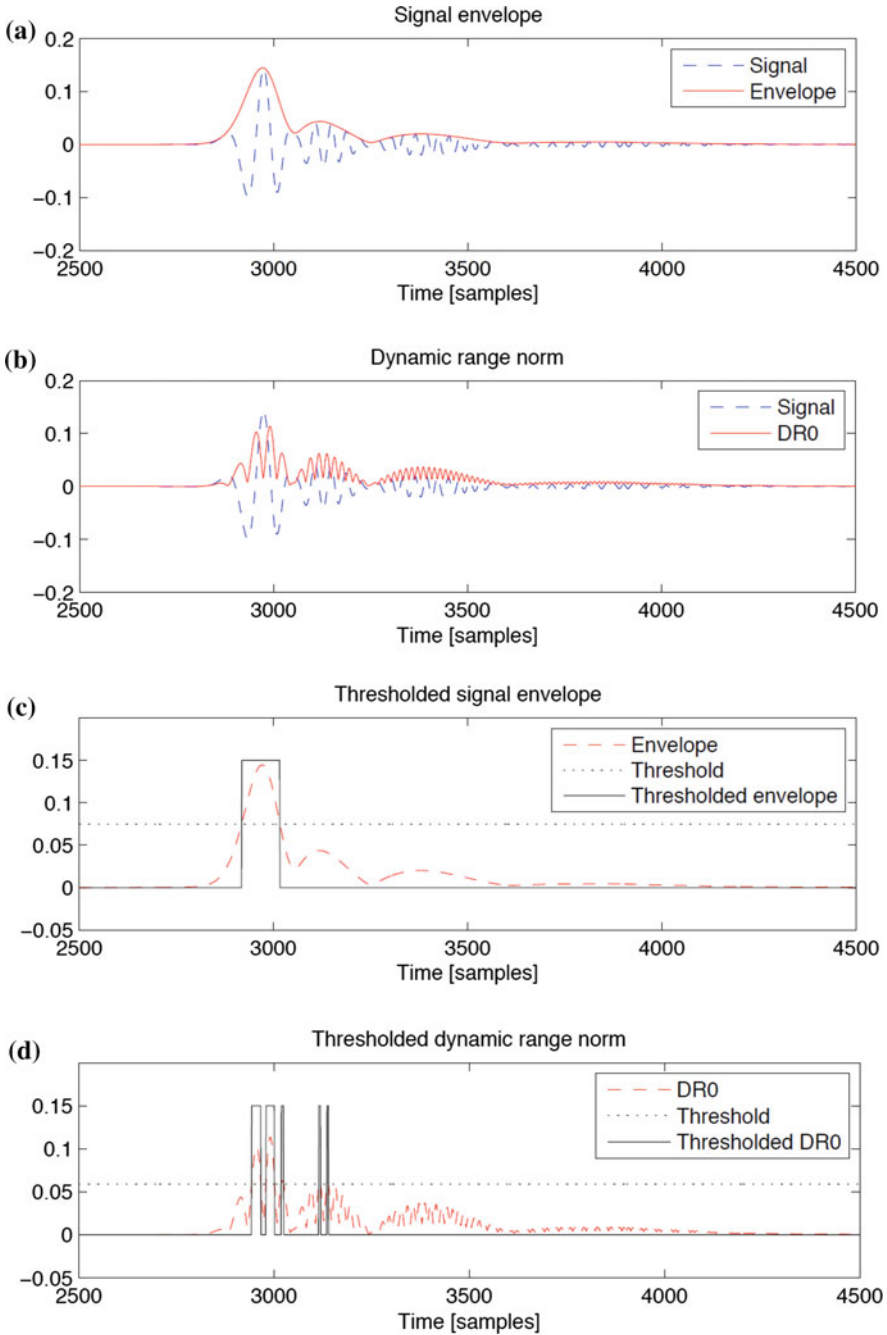 (a)
Signal envelope
0.2
0.1
0
−0.1
−0.2
Signal
Envelope
2500 3000 3500 4000 4500
Time [samples]
(b)
Dynamic range norm
0.2
0.1
0
−0.1
−0.2
Signal
DR0
2500 3000 3500 4000 4500
Time [samples]
(c)
Thresholded signal envelope
0.15
0.1
0.05
0
−0.05
Envelope
Threshold
Thresholded envelope
2500 3000 3500 4000 4500
Time [samples]
(d)
Thresholded dynamic range norm
0.15
0.1
0.05
0
−0.05
DR0
Threshold
Thresholded DR0
2500 3000 3500 4000 4500
Time [samples]